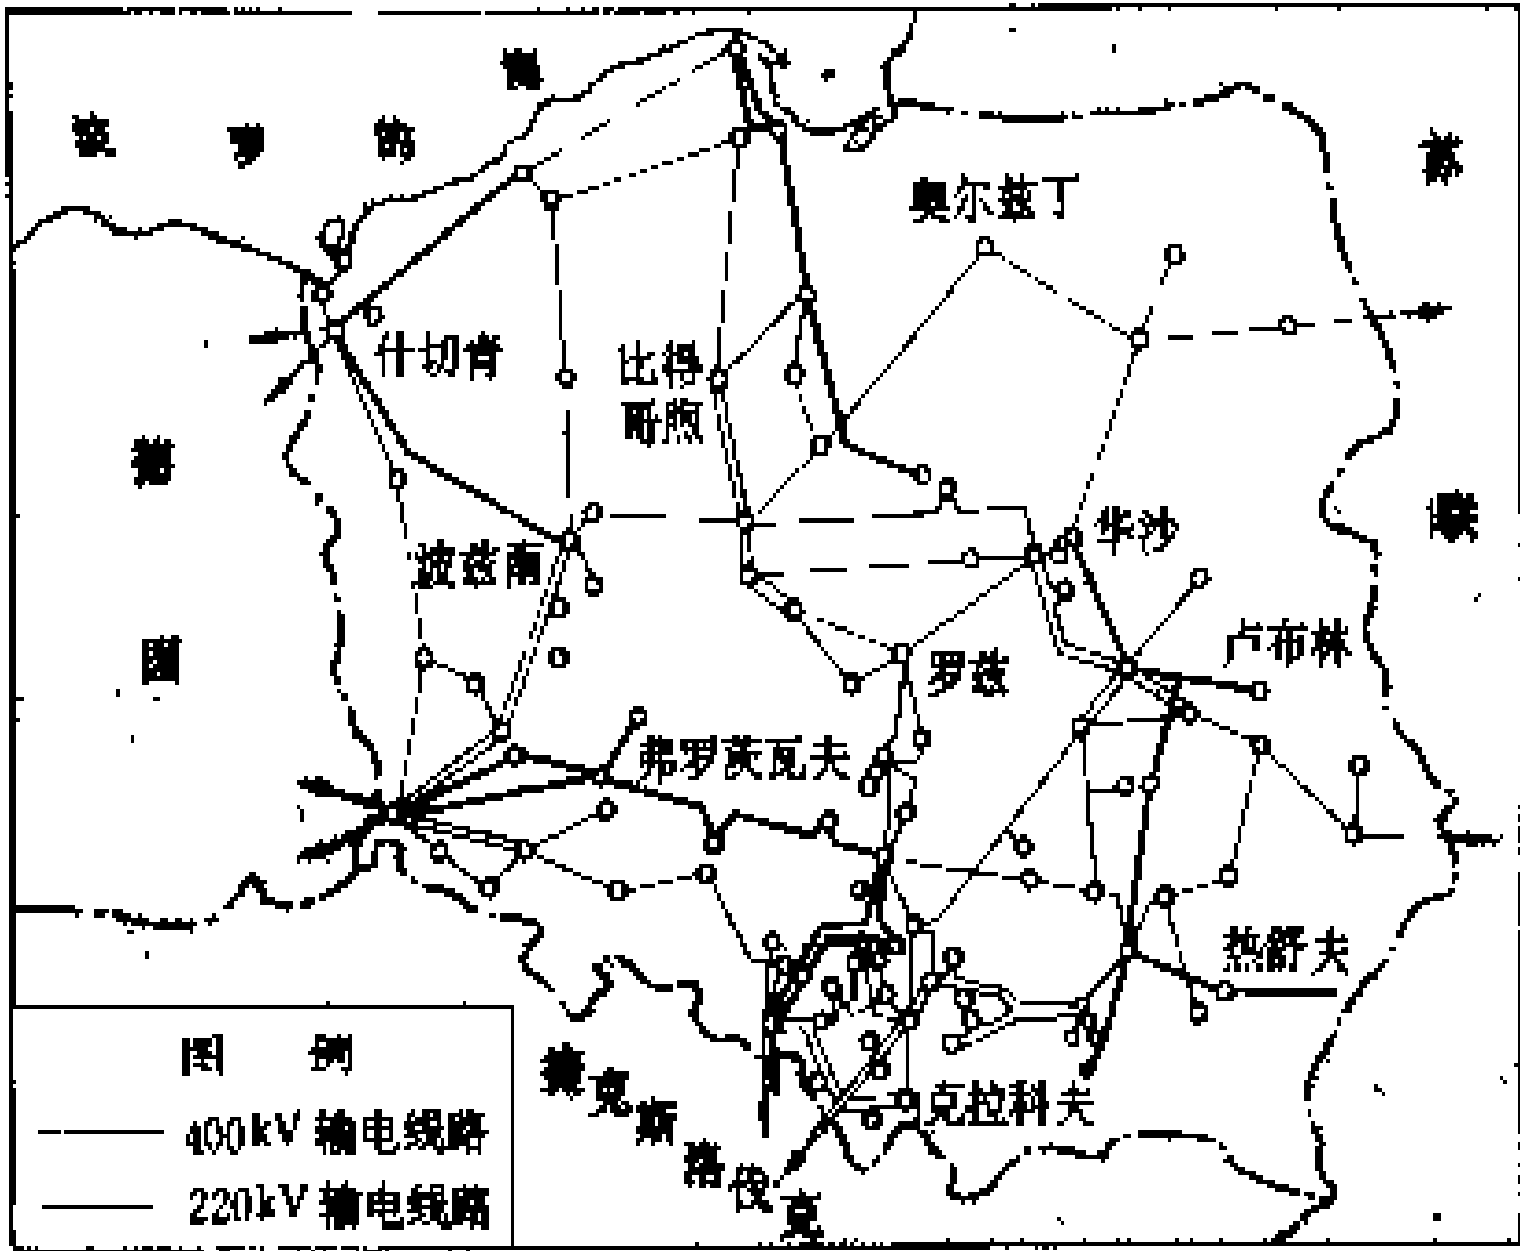 海
波 罗 的
苏
奥尔兹丁
什切青
比得
哥煦
德
联
华沙
波兹南
国
卢布林
罗兹
弗罗茨瓦夫
热舒夫
图 例
400kV 输电线路
220kV 输电线路
克拉科夫
捷克斯洛伐克